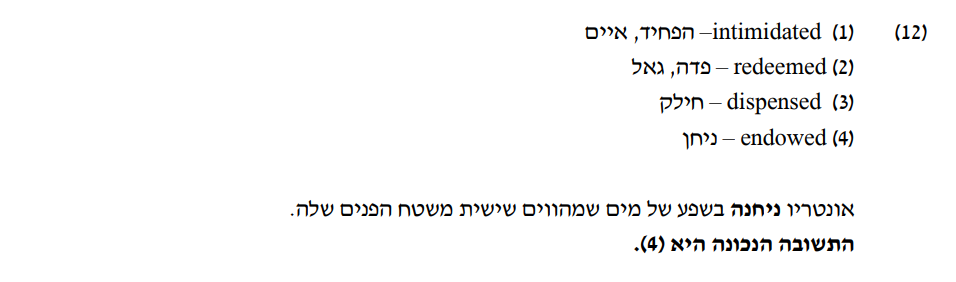 (12) (1) intimidated – הפחיד, איים
(2) redeemed – פדה, גאל
(3) dispensed – חילק
(4) endowed – ניחן
אונטריו ניחנה בשפע של מים שמהווים שישית משטח הפנים שלה.
התשובה הנכונה היא (4).